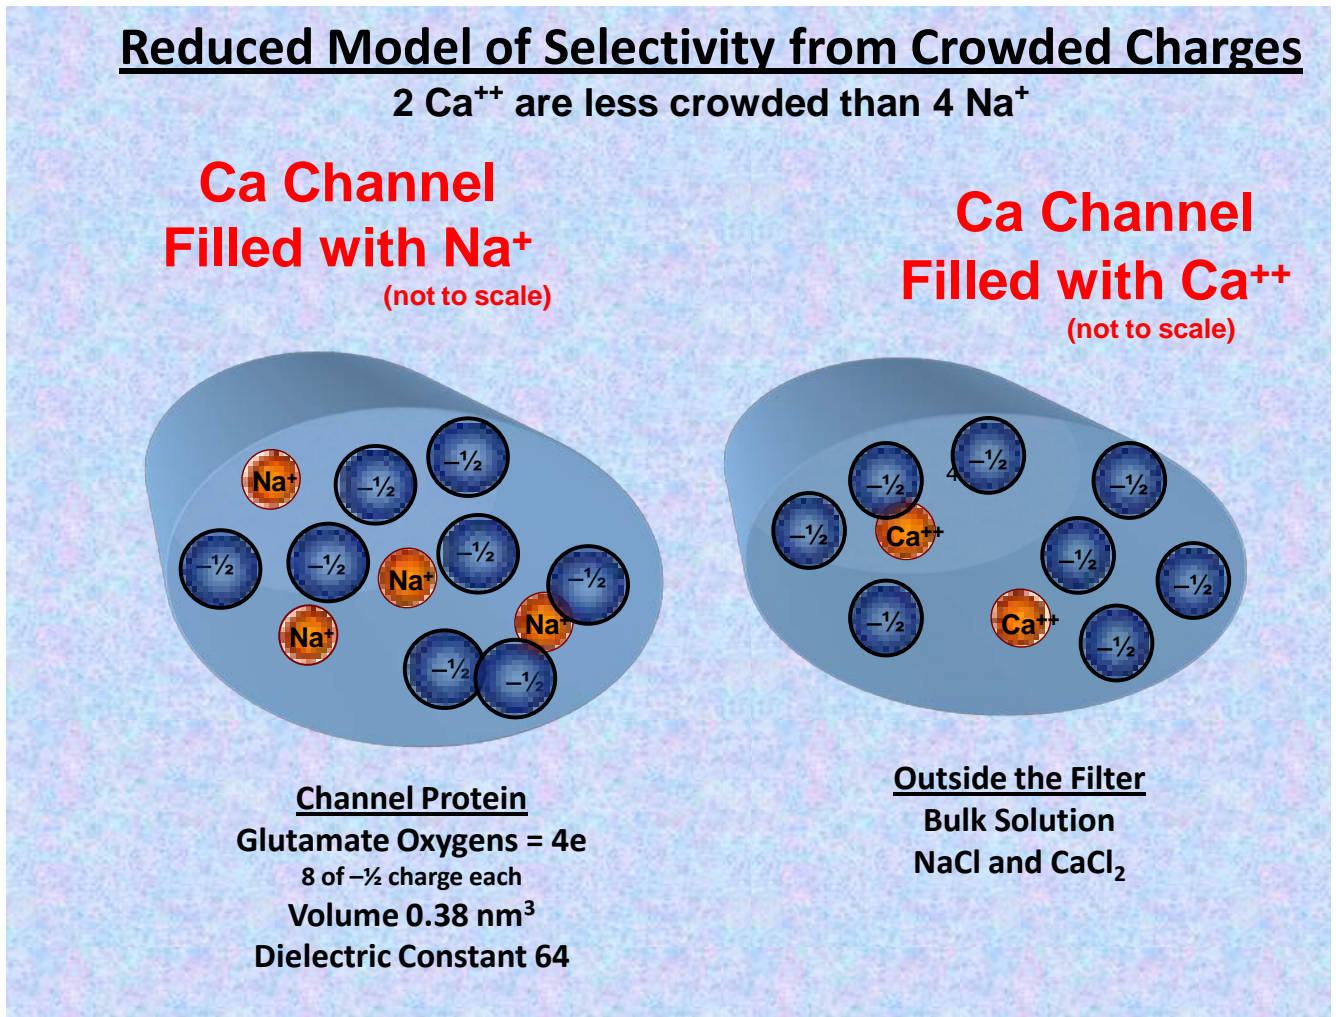 Reduced Model of Selectivity from Crowded Charges
2 Ca⁺⁺ are less crowded than 4 Na⁺
Ca Channel
Filled with Na⁺
(not to scale)
Ca Channel
Filled with Ca⁺⁺
(not to scale)
Na⁺
–½
–½
–½
–½
Na⁺
–½
–½
Na⁺
Na⁺
–½
–½
–½
–½
4
–½
–½
Ca⁺⁺
–½
–½
–½
Ca⁺⁺
–½
Channel Protein
Glutamate Oxygens = 4e
8 of –½ charge each
Volume 0.38 nm³
Dielectric Constant 64
Outside the Filter
Bulk Solution
NaCl and CaCl₂